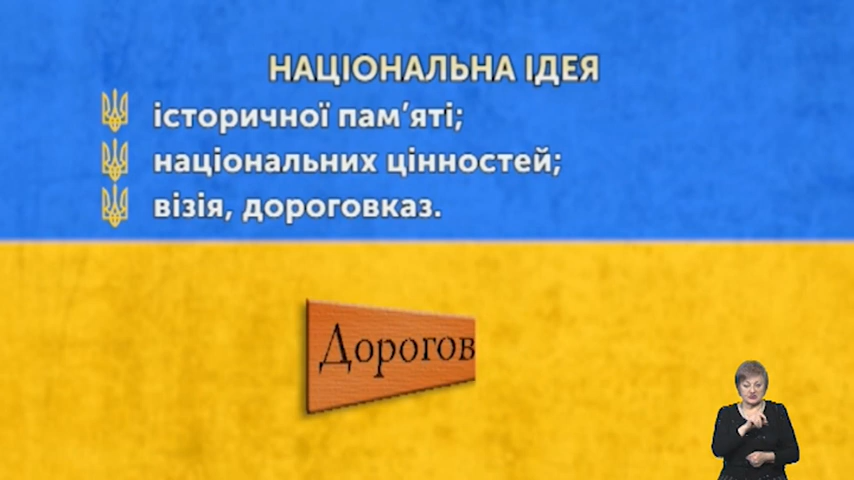 НАЦІОНАЛЬНА ІДЕЯ
історичної пам’яті;
національних цінностей;
візія, дороговказ.
Дорогов